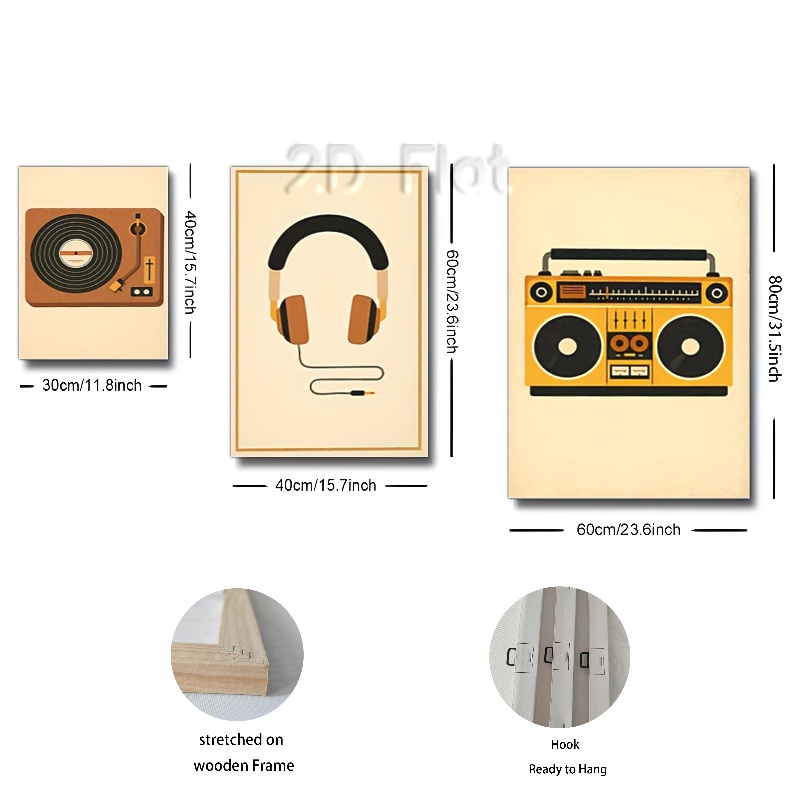 2D Flat
40cm/15.7inch
30cm/11.8inch
60cm/23.6inch
40cm/15.7inch
80cm/31.5inch
60cm/23.6inch
stretched on
wooden Frame
Hook
Ready to Hang